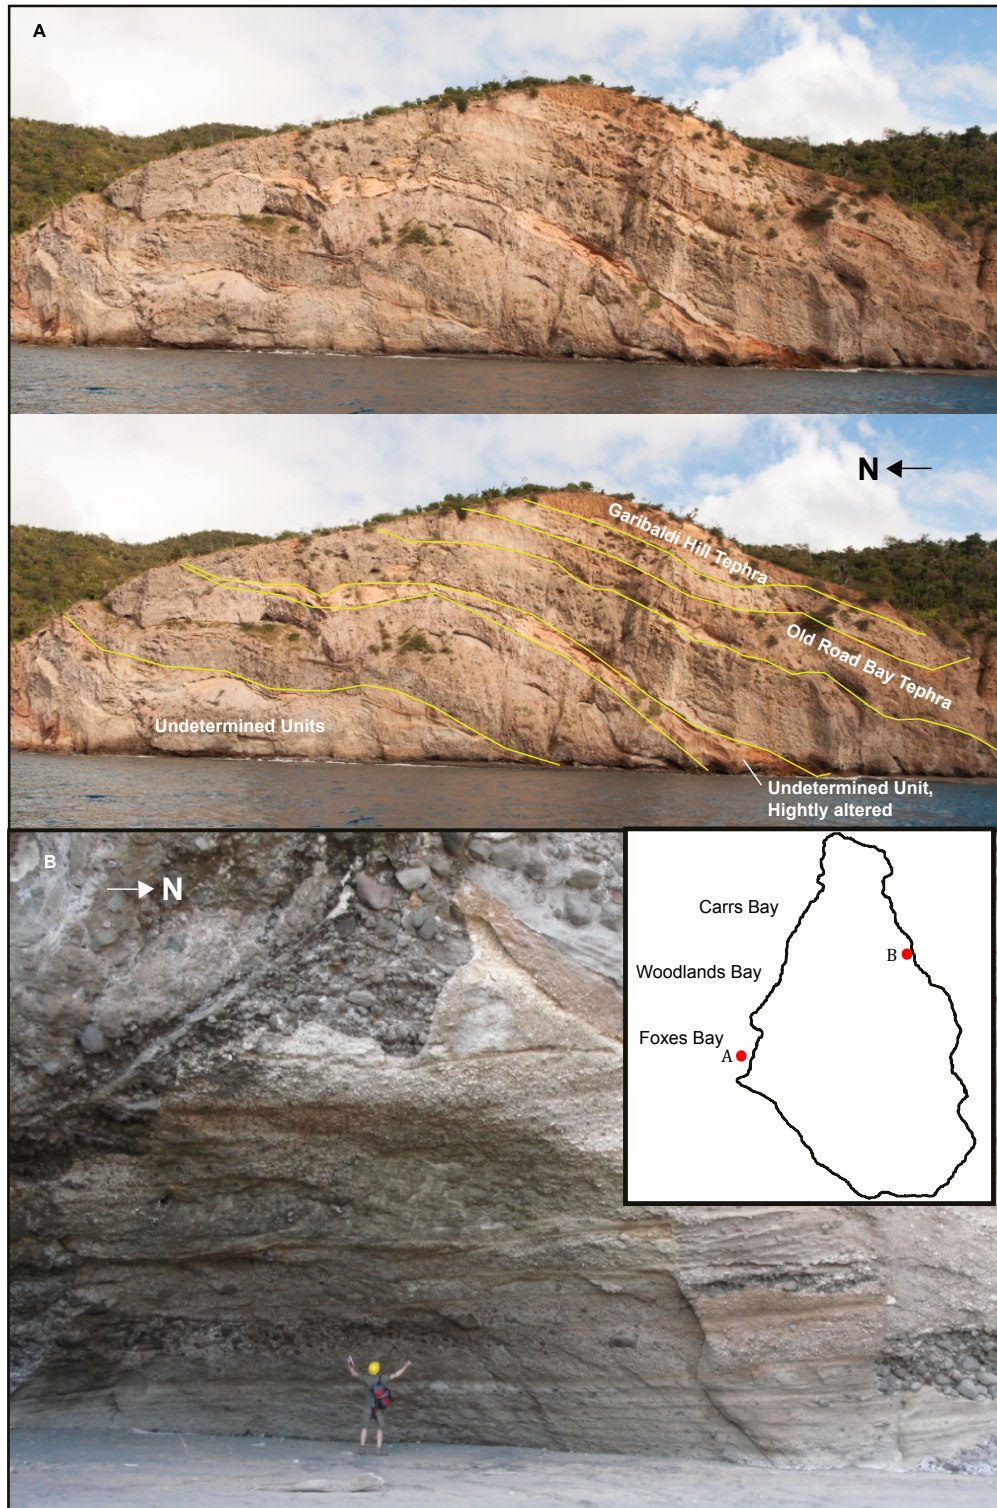 A
N
Garibaldi Hill Tephra
Old Road Bay Tephra
Undetermined Units
Undetermined Unit,
Hightly altered
B
N
Carrs Bay
B
Woodlands Bay
Foxes Bay
A